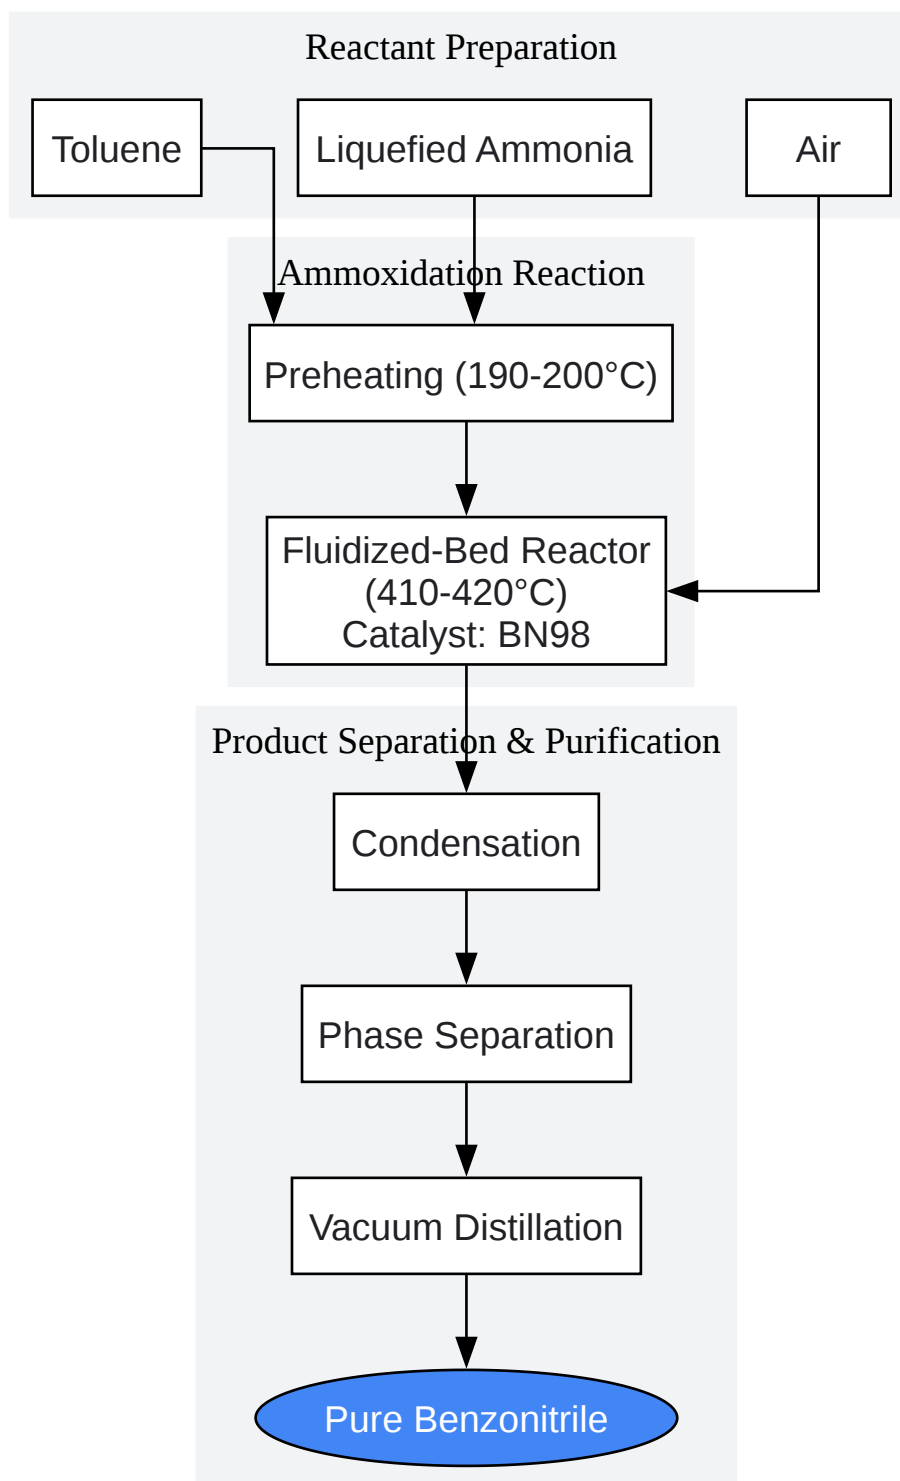 Reactant Preparation
Toluene
Liquefied Ammonia
Air
Ammoxidation Reaction
Preheating (190-200°C)
Fluidized-Bed Reactor
(410-420°C)
Catalyst: BN98
Product Separation & Purification
Condensation
Phase Separation
Vacuum Distillation
Pure Benzonitrile